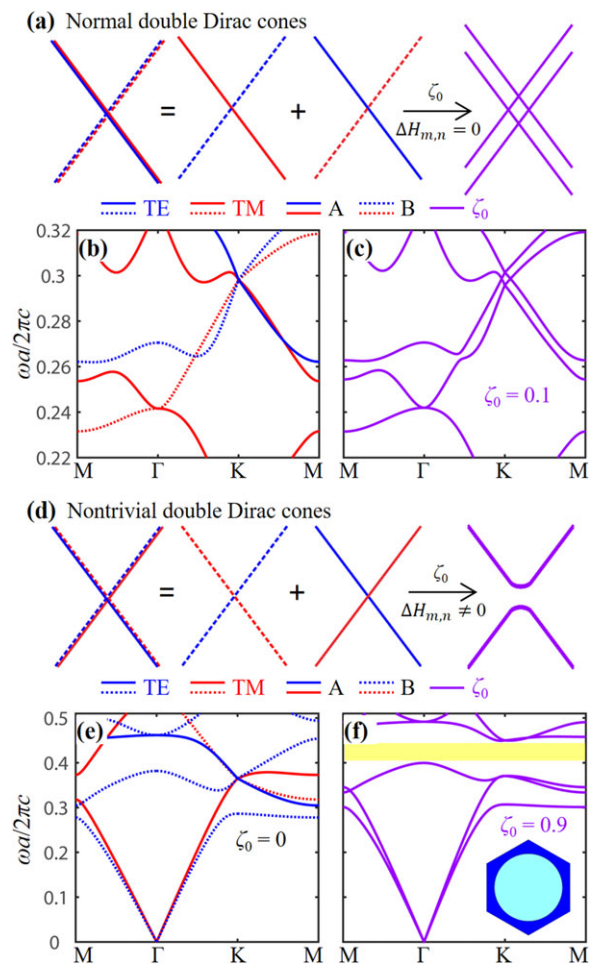 (a) Normal double Dirac cones
= + ζ₀
ΔHₘ,ₙ = 0
TE TM A B ζ₀
(b) (c)
0.32
0.3
0.28
0.26
0.24
0.22
ωa/2πc
ζ₀ = 0.1
M Γ K M M Γ K M
(d) Nontrivial double Dirac cones
= + ζ₀
ΔHₘ,ₙ ≠ 0
TE TM A B ζ₀
(e) (f)
0.5
0.4
0.3
0.2
0.1
0
ωa/2πc
ζ₀ = 0
ζ₀ = 0.9
M Γ K M M Γ K M